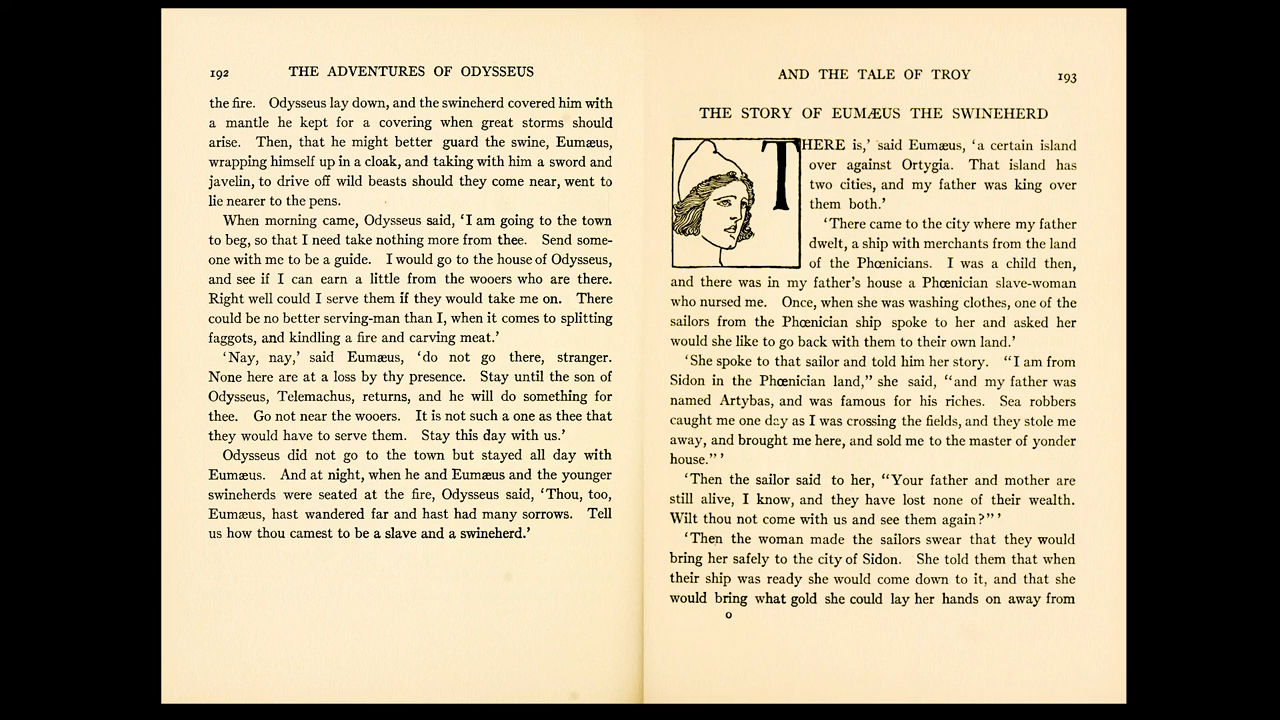 192 THE ADVENTURES OF ODYSSEUS
the fire. Odysseus lay down, and the swineherd covered him with
a mantle he kept for a covering when great storms should
arise. Then, that he might better guard the swine, Eumæus,
wrapping himself up in a cloak, and taking with him a sword and
javelin, to drive off wild beasts should they come near, went to
lie nearer to the pens.
When morning came, Odysseus said, ‘I am going to the town
to beg, so that I need take nothing more from thee. Send some-
one with me to be a guide. I would go to the house of Odysseus,
and see if I can earn a little from the wooers who are there.
Right well could I serve them if they would take me on. There
could be no better serving-man than I, when it comes to splitting
faggots, and kindling a fire and carving meat.’
‘Nay, nay,’ said Eumæus, ‘do not go there, stranger.
None here are at a loss by thy presence. Stay until the son of
Odysseus, Telemachus, returns, and he will do something for
thee. Go not near the wooers. It is not such a one as thee that
they would have to serve them. Stay this day with us.’
Odysseus did not go to the town but stayed all day with
Eumæus. And at night, when he and Eumæus and the younger
swineherds were seated at the fire, Odysseus said, ‘Thou, too,
Eumæus, hast wandered far and hast had many sorrows. Tell
us how thou camest to be a slave and a swineherd.’
AND THE TALE OF TROY 193
THE STORY OF EUMÆUS THE SWINEHERD
THERE is,’ said Eumæus, ‘a certain island
over against Ortygia. That island has
two cities, and my father was king over
them both.’
‘There came to the city where my father
dwelt, a ship with merchants from the land
of the Phœnicians. I was a child then,
and there was in my father’s house a Phœnician slave-woman
who nursed me. Once, when she was washing clothes, one of the
sailors from the Phœnician ship spoke to her and asked her
would she like to go back with them to their own land.’
‘She spoke to that sailor and told him her story. “I am from
Sidon in the Phœnician land,” she said, “and my father was
named Artybas, and was famous for his riches. Sea robbers
caught me one day as I was crossing the fields, and they stole me
away, and brought me here, and sold me to the master of yonder
house.” ’
‘Then the sailor said to her, “Your father and mother are
still alive, I know, and they have lost none of their wealth.
Wilt thou not come with us and see them again?” ’
‘Then the woman made the sailors swear that they would
bring her safely to the city of Sidon. She told them that when
their ship was ready she would come down to it, and that she
would bring what gold she could lay her hands on away from
o